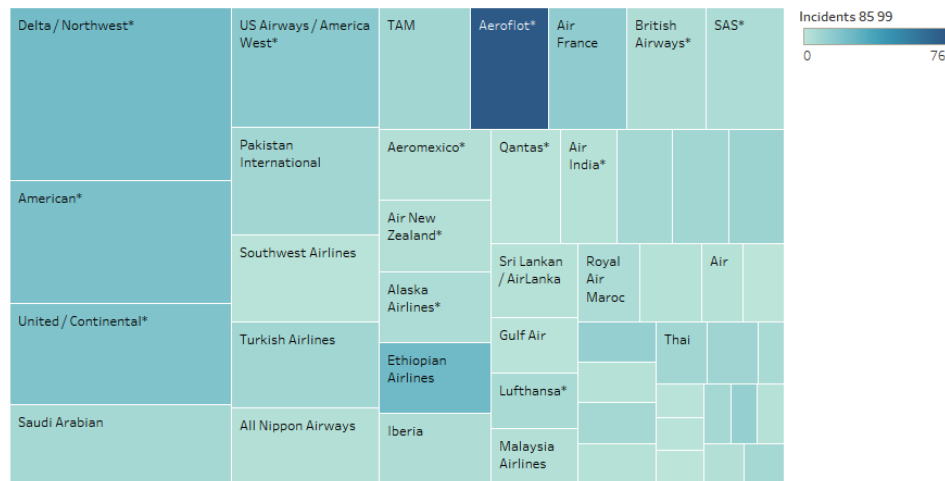 Delta / Northwest*
US Airways / America
West*
TAM
Aeroflot*
Air
France
British
Airways*
SAS*
Incidents 85 99
0
76
Pakistan
International
Aeromexico*
Qantas*
Air
India*
American*
Air New
Zealand*
Southwest Airlines
Sri Lankan
/ AirLanka
Royal
Air
Maroc
Air
Alaska
Airlines*
United / Continental*
Turkish Airlines
Gulf Air
Thai
Ethiopian
Airlines
Lufthansa*
Saudi Arabian
All Nippon Airways
Iberia
Malaysia
Airlines